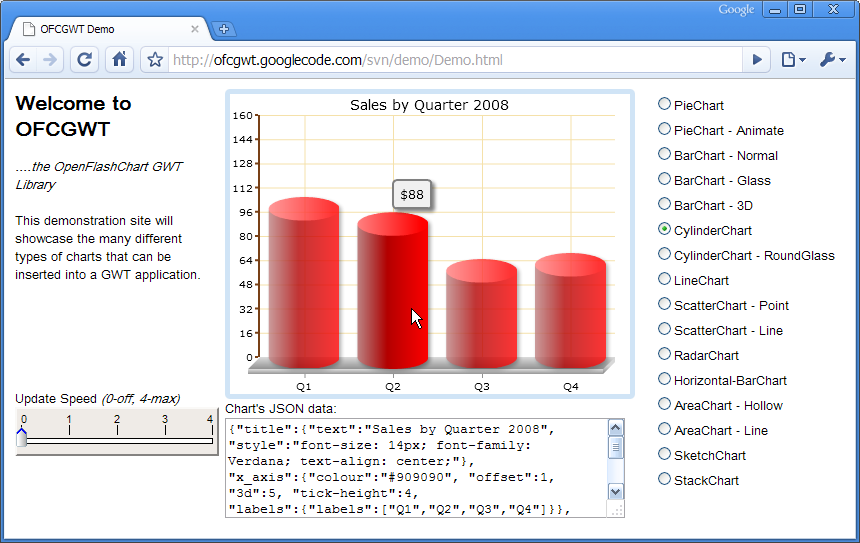 Google
OFCGWT Demo
http://ofcgwt.googlecode.com/svn/demo/Demo.html
Welcome to
OFCGWT
....the OpenFlashChart GWT
Library
This demonstration site will
showcase the many different
types of charts that can be
inserted into a GWT application.
Update Speed (0-off, 4-max)
0 1 2 3 4
Sales by Quarter 2008
160
144
128
112
96
80
64
48
32
16
0
$88
Q1 Q2 Q3 Q4
Chart's JSON data:
{"title":{"text":"Sales by Quarter 2008",
"style":"font-size: 14px; font-family:
Verdana; text-align: center;"},
"x_axis":{"colour":"#909090", "offset":1,
"3d":5, "tick-height":4,
"labels":{"labels":["Q1","Q2","Q3","Q4"]}},
PieChart
PieChart - Animate
BarChart - Normal
BarChart - Glass
BarChart - 3D
CylinderChart
CylinderChart - RoundGlass
LineChart
ScatterChart - Point
ScatterChart - Line
RadarChart
Horizontal-BarChart
AreaChart - Hollow
AreaChart - Line
SketchChart
StackChart